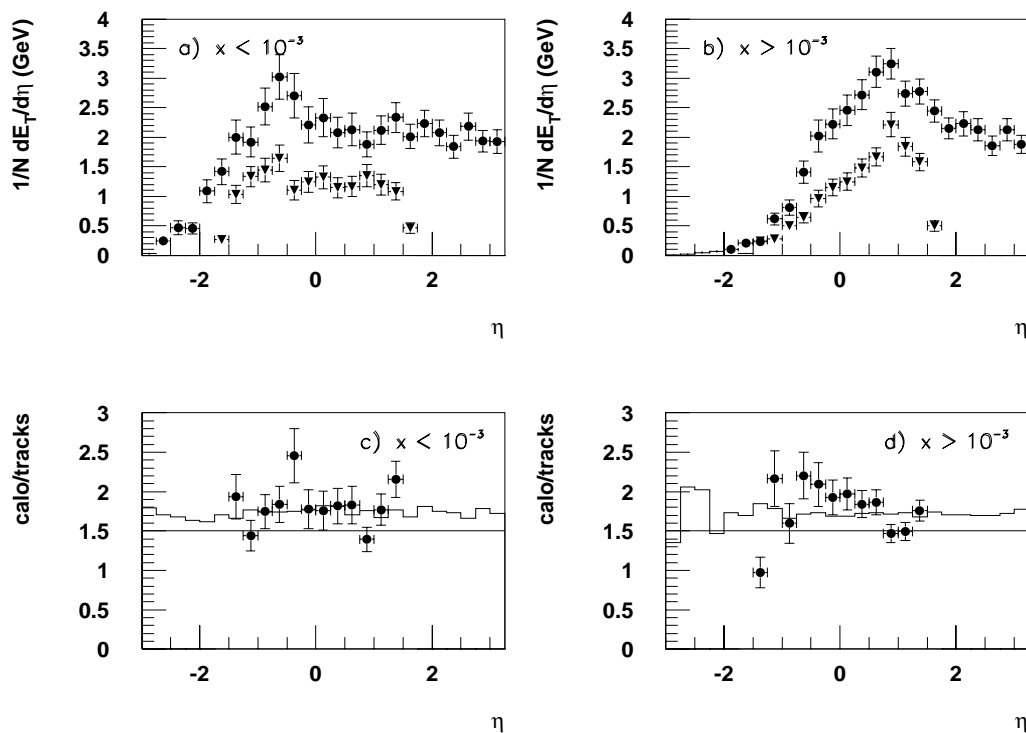 1/N dE_T/dη (GeV)
a) x < 10^-3
4
3.5
3
2.5
2
1.5
1
0.5
0
-2 0 2
η
1/N dE_T/dη (GeV)
b) x > 10^-3
4
3.5
3
2.5
2
1.5
1
0.5
0
-2 0 2
η
calo/tracks
c) x < 10^-3
3
2.5
2
1.5
1
0.5
0
-2 0 2
η
calo/tracks
d) x > 10^-3
3
2.5
2
1.5
1
0.5
0
-2 0 2
η